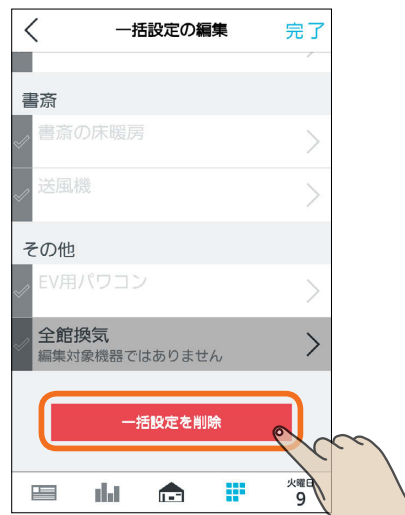 一括設定の編集
完了
書斎
書斎の床暖房
送風機
その他
EV用パワコン
全館換気
編集対象機器ではありません
一括設定を削除
火曜日
9